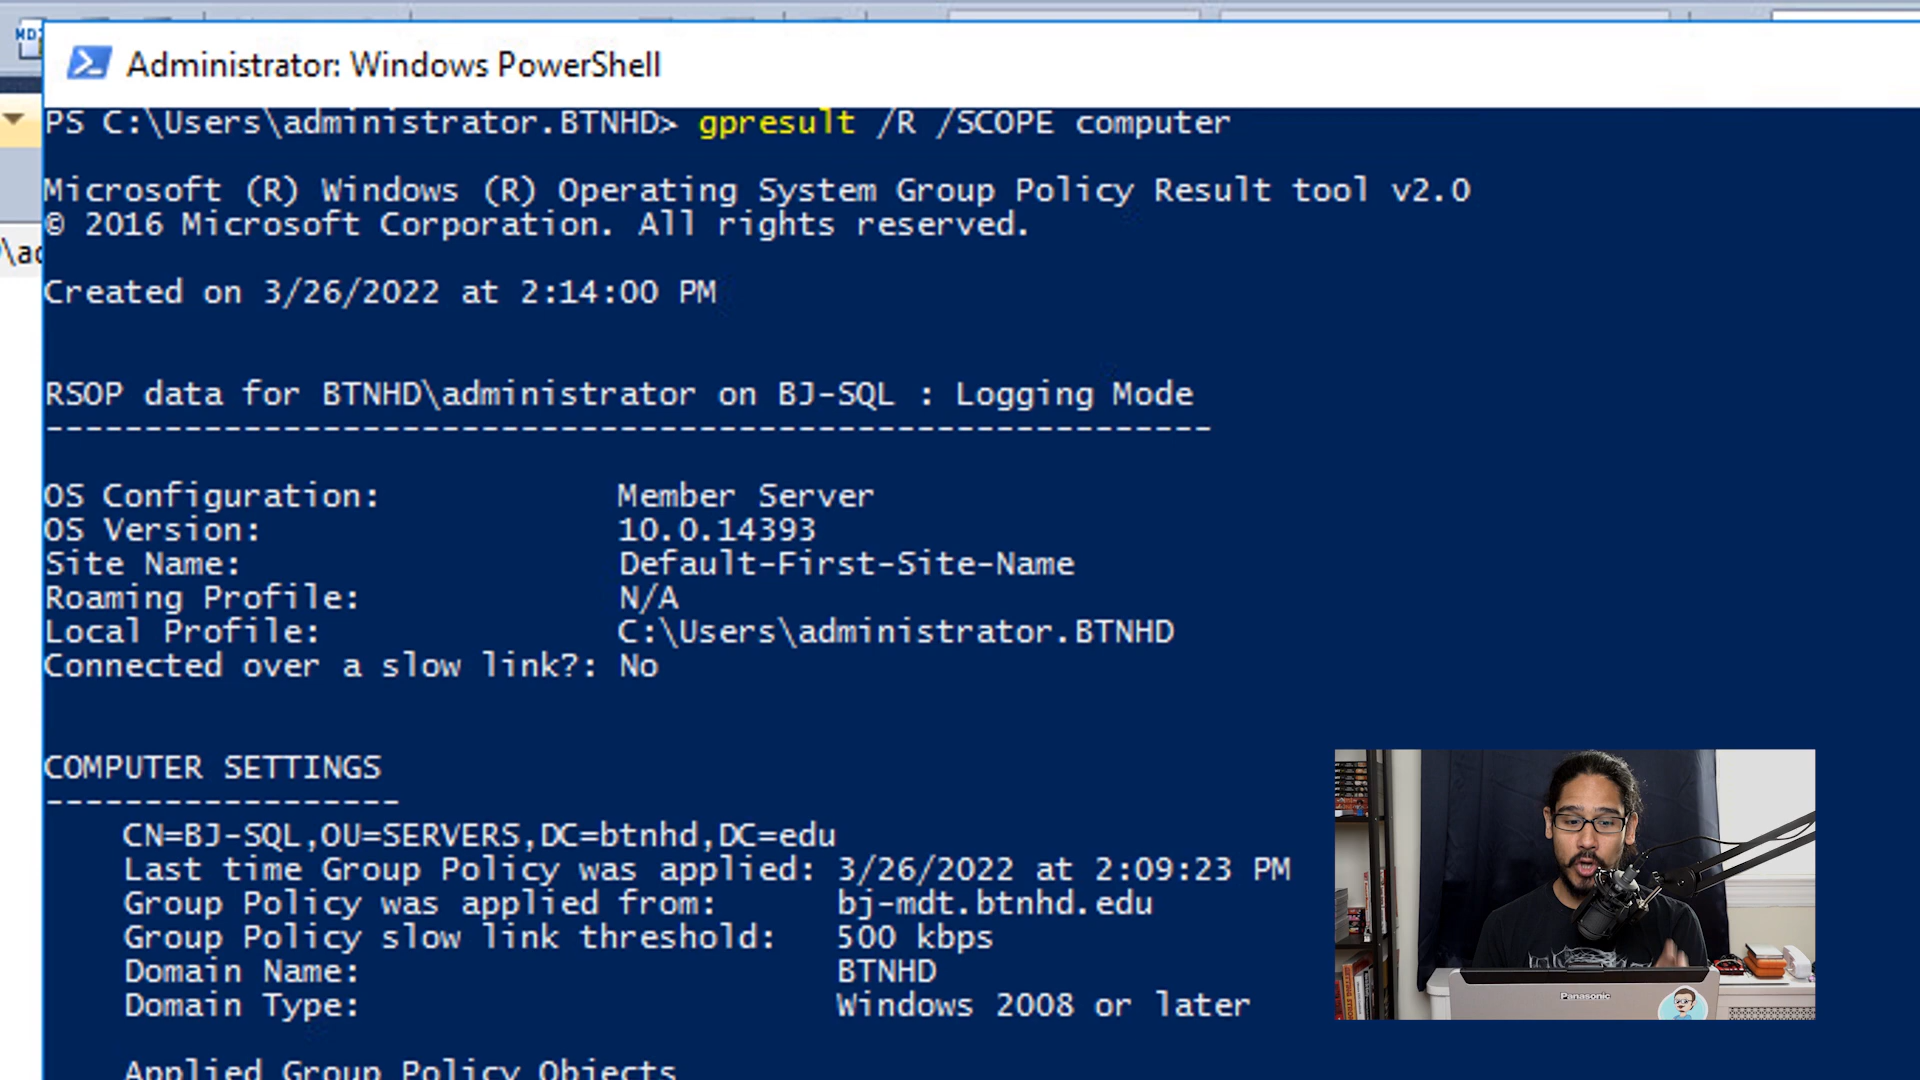 Administrator: Windows PowerShell
PS C:\Users\administrator.BTNHD> gpresult /R /SCOPE computer
Microsoft (R) Windows (R) Operating System Group Policy Result tool v2.0
© 2016 Microsoft Corporation. All rights reserved.
Created on 3/26/2022 at 2:14:00 PM
RSOP data for BTNHD\administrator on BJ-SQL : Logging Mode
-----------------------------------------------------------
OS Configuration: Member Server
OS Version: 10.0.14393
Site Name: Default-First-Site-Name
Roaming Profile: N/A
Local Profile: C:\Users\administrator.BTNHD
Connected over a slow link?: No
COMPUTER SETTINGS
------------------
CN=BJ-SQL,OU=SERVERS,DC=btnhd,DC=edu
Last time Group Policy was applied: 3/26/2022 at 2:09:23 PM
Group Policy was applied from: bj-mdt.btnhd.edu
Group Policy slow link threshold: 500 kbps
Domain Name: BTNHD
Domain Type: Windows 2008 or later
Applied Group Policy Objects
Panasonic